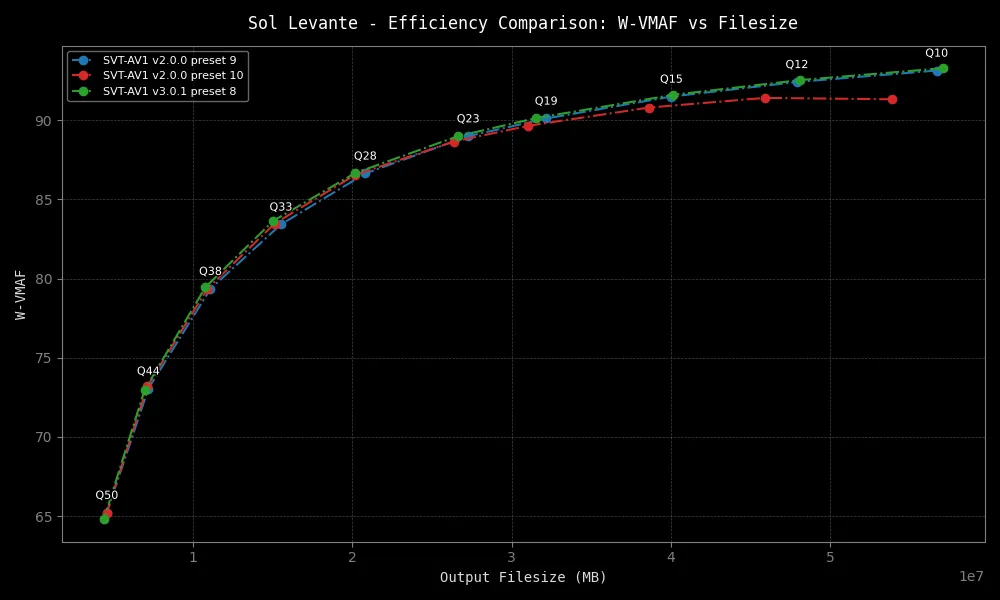 Sol Levante - Efficiency Comparison: W-VMAF vs Filesize
SVT-AV1 v2.0.0 preset 9
SVT-AV1 v2.0.0 preset 10
SVT-AV1 v3.0.1 preset 8
Q10
Q12
Q15
Q19
Q23
Q28
Q33
Q38
Q44
Q50
90
85
80
75
70
65
W-VMAF
1 2 3 4 5
1e7
Output Filesize (MB)